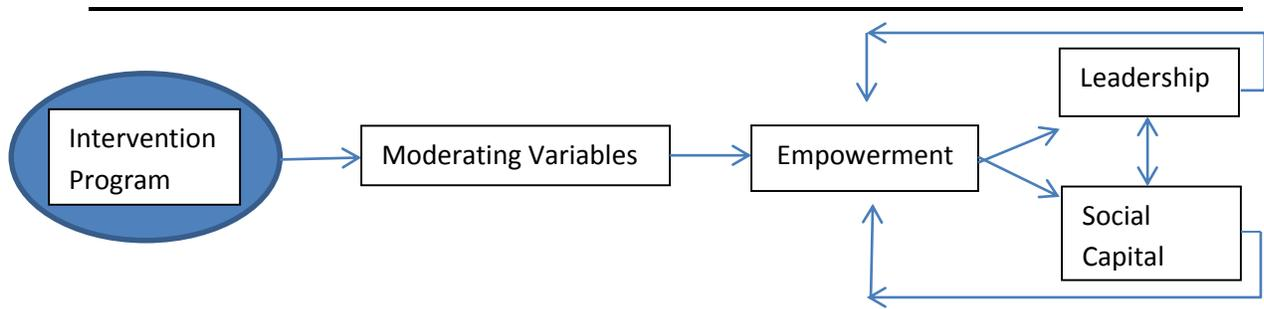 Intervention
Program
Moderating Variables
Empowerment
Leadership
Social
Capital